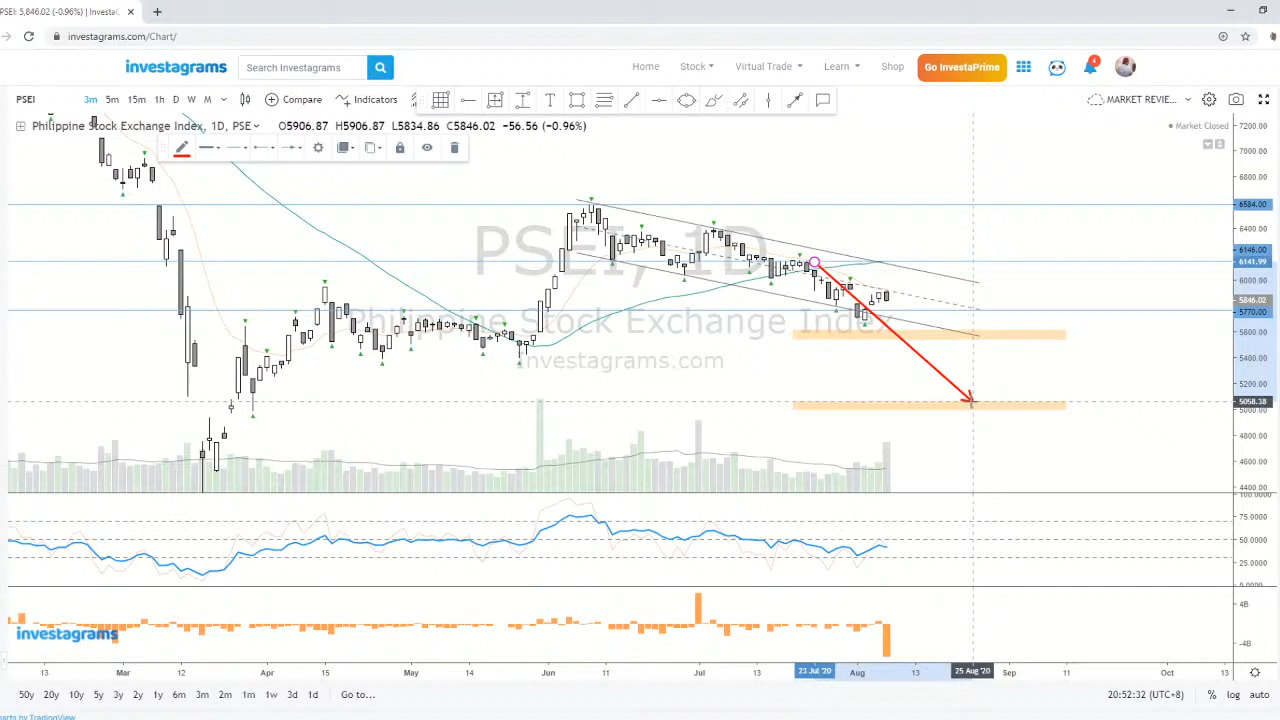 PSEI: 5,846.02 (-0.96%) | Investa
investagrams.com/Chart/
investagrams
Search Investagrams
Home Stock Virtual Trade Learn Shop Go InvestaPrime 4
PSEI 3m 5m 15m 1h D W M Compare Indicators MARKET REVIE...
Philippine Stock Exchange Index, 1D, PSE O5906.87 H5906.87 L5834.86 C5846.02 −56.56 (−0.96%)
Market Closed
PSEI, 1D
Philippine Stock Exchange Index
Investagrams.com
7200.00
7000.00
6800.00
6584.00
6400.00
6146.00
6141.99
6000.00
5846.02
5770.00
5600.00
5400.00
5200.00
5058.38
5000.00
4800.00
4600.00
4400.00
100.0000
75.0000
50.0000
25.0000
0.0000
4B
-4B
investagrams
13 Mar 12 Apr 15 May 14 Jun 11 Jul 13 23 Jul '20 Aug 13 25 Aug '20 Sep 11 Oct 13
50y 20y 10y 5y 3y 2y 1y 6m 3m 2m 1m 1w 3d 1d Go to... 20:52:32 (UTC+8) % log auto
arts by TradingView